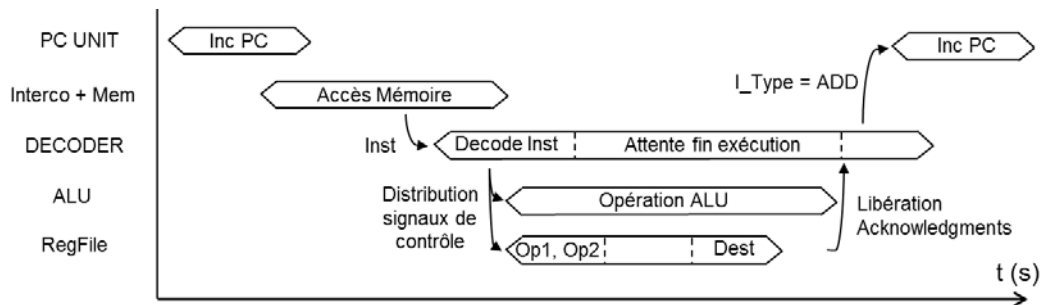 PC UNIT
Inc PC
Inc PC
I_Type = ADD
Interco + Mem
Accès Mémoire
DECODER
Inst
Decode Inst
Attente fin exécution
ALU
Distribution
signaux de
contrôle
Opération ALU
Libération
Acknowledgments
RegFile
Op1, Op2
Dest
t (s)